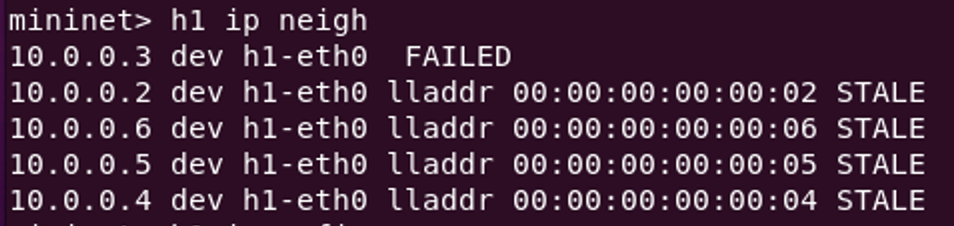 mininet> h1 ip neigh
10.0.0.3 dev h1-eth0  FAILED
10.0.0.2 dev h1-eth0 lladdr 00:00:00:00:00:02 STALE
10.0.0.6 dev h1-eth0 lladdr 00:00:00:00:00:06 STALE
10.0.0.5 dev h1-eth0 lladdr 00:00:00:00:00:05 STALE
10.0.0.4 dev h1-eth0 lladdr 00:00:00:00:00:04 STALE